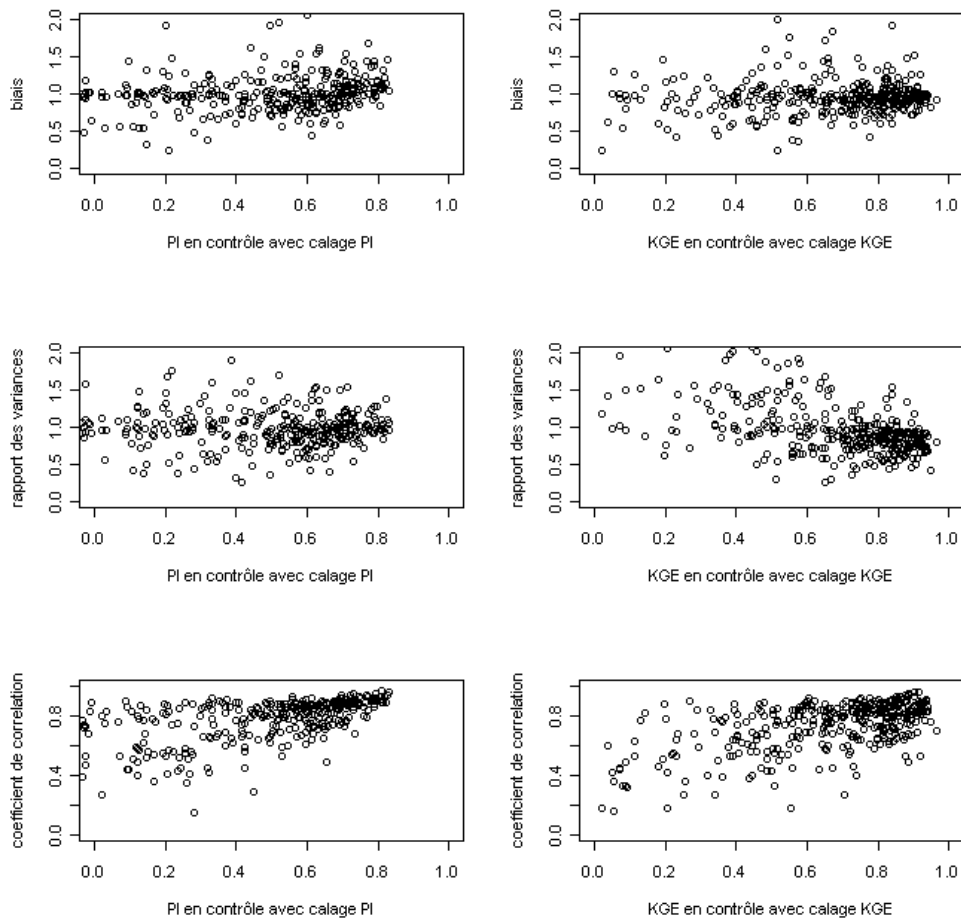 biais
0.0 0.5 1.0 1.5 2.0
0.0 0.2 0.4 0.6 0.8 1.0
PI en contrôle avec calage PI
biais
0.0 0.5 1.0 1.5 2.0
0.0 0.2 0.4 0.6 0.8 1.0
KGE en contrôle avec calage KGE
rapport des variances
0.0 0.5 1.0 1.5 2.0
0.0 0.2 0.4 0.6 0.8 1.0
PI en contrôle avec calage PI
rapport des variances
0.0 0.5 1.0 1.5 2.0
0.0 0.2 0.4 0.6 0.8 1.0
KGE en contrôle avec calage KGE
coefficient de correlation
0.0 0.4 0.8
0.0 0.2 0.4 0.6 0.8 1.0
PI en contrôle avec calage PI
coefficient de correlation
0.0 0.4 0.8
0.0 0.2 0.4 0.6 0.8 1.0
KGE en contrôle avec calage KGE